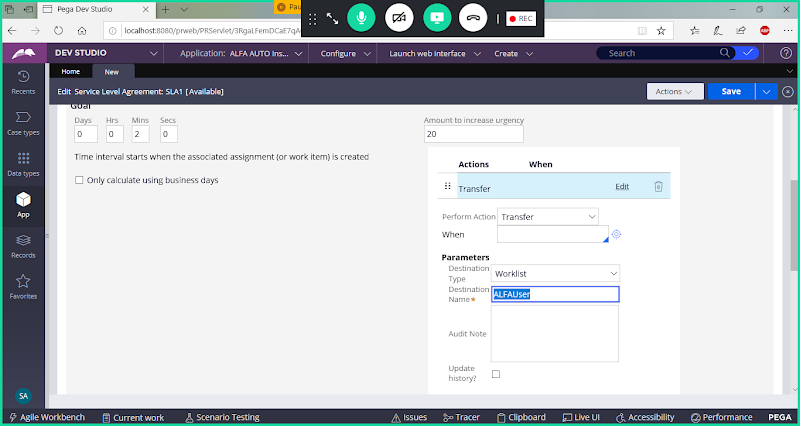 Pega Dev Studio
Pau
REC
localhost:8080/prweb/PRServlet/3RgaLFemDCaE7qA
ABP
DEV STUDIO
Application: ALFA AUTO Ins...
Configure
Launch web interface
Create
Search
Recents
Home
New
Edit Service Level Agreement: SLA1 [Available]
Actions
Save
Goal
Days
Hrs
Mins
Secs
Amount to increase urgency
0
0
2
0
20
Case types
Time interval starts when the associated assignment (or work item) is created
Actions
When
Data types
Only calculate using business days
Transfer
Edit
App
Perform Action
Transfer
When
Records
Parameters
Destination Type
Worklist
Favorites
Destination Name★
ALFAUser
Audit Note
Update history?
SA
Agile Workbench
Current work
Scenario Testing
Issues
Tracer
Clipboard
Live UI
Accessibility
Performance
PEGA